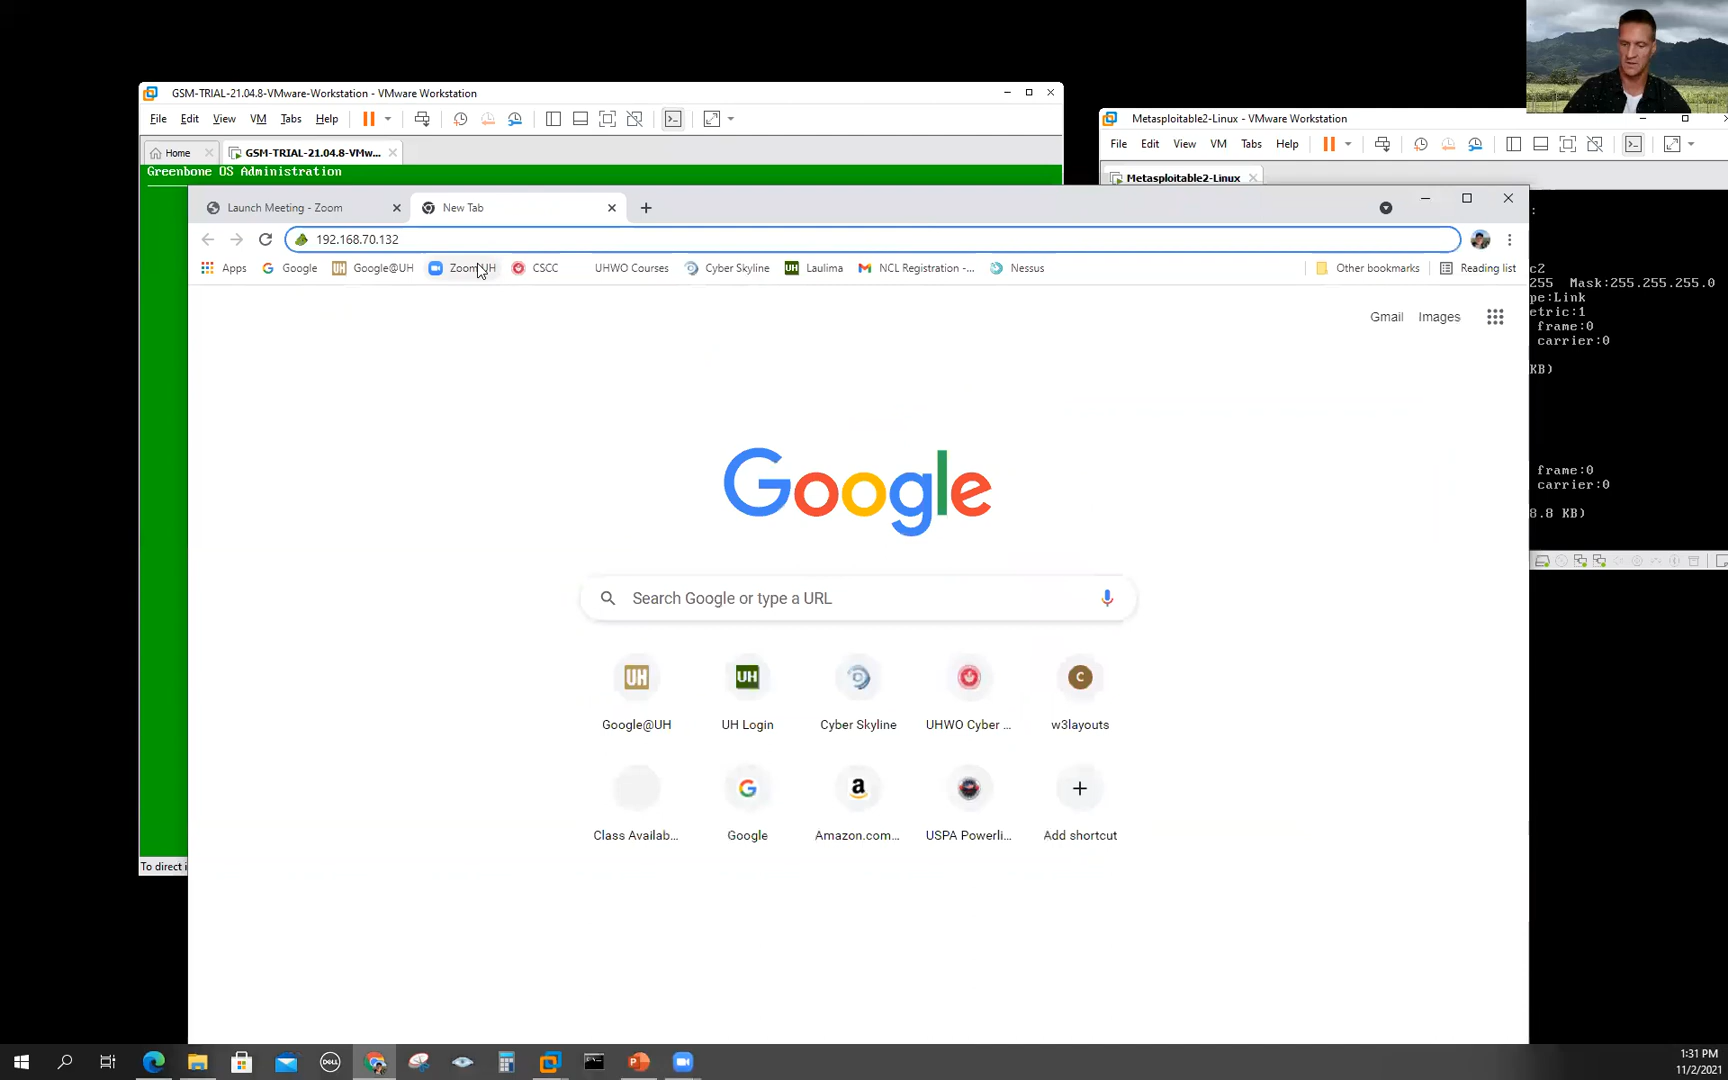 GSM-TRIAL-21.04.8-VMware-Workstation - VMware Workstation
File Edit View VM Tabs Help
Home GSM-TRIAL-21.04.8-VMw...
Greenbone OS Administration
Metasploitable2-Linux - VMware Workstation
File Edit View VM Tabs Help
Metasploitable2-Linux
Launch Meeting - Zoom New Tab
192.168.70.132
Apps Google Google@UH Zoom UH CSCC UHWO Courses Cyber Skyline Laulima NCL Registration -... Nessus Other bookmarks Reading list
Gmail Images
:
c2
255 Mask:255.255.255.0
pe:Link
etric:1
frame:0
carrier:0
KB)
frame:0
carrier:0
8.8 KB)
Google
Search Google or type a URL
UH
Google@UH
UH
UH Login
Cyber Skyline
UHWO Cyber ...
C
w3layouts
Class Availab...
G
Google
a
Amazon.com...
USPA Powerli...
Add shortcut
To direct i
DELL
1:31 PM
11/2/2021